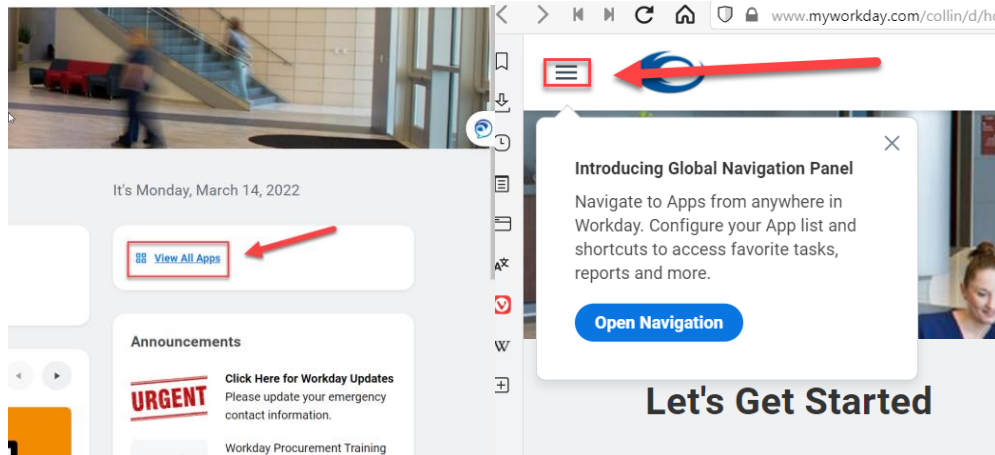 It's Monday, March 14, 2022
View All Apps
Announcements
URGENT
Click Here for Workday Updates
Please update your emergency
contact information.
Workday Procurement Training
www.myworkday.com/collin/d/h
Introducing Global Navigation Panel
Navigate to Apps from anywhere in
Workday. Configure your App list and
shortcuts to access favorite tasks,
reports and more.
Open Navigation
W
Let's Get Started